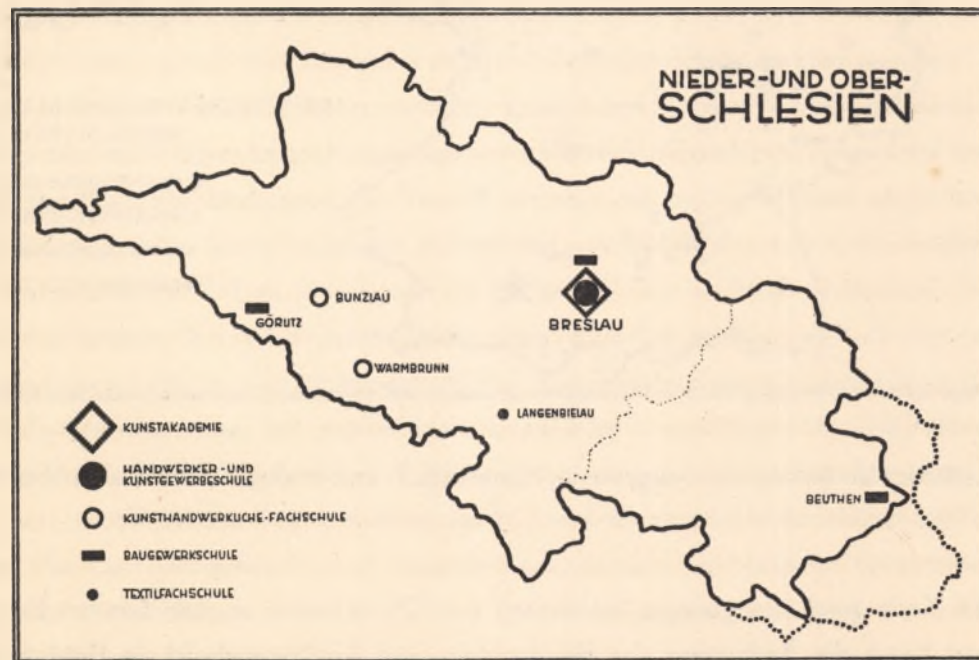 NIEDER-UND OBER-
SCHLESIEN
BUNZLAU
GÖRLITZ
BRESLAU
WARMBRUNN
LANGENBIELAU
BEUTHEN
KUNSTAKADEMIE
HANDWERKER-UND
KUNSTGEWERBESCHULE
KUNSTHANDWERKLICHE-FACHSCHULE
BAUGEWERKSCHULE
TEXTILFACHSCHULE